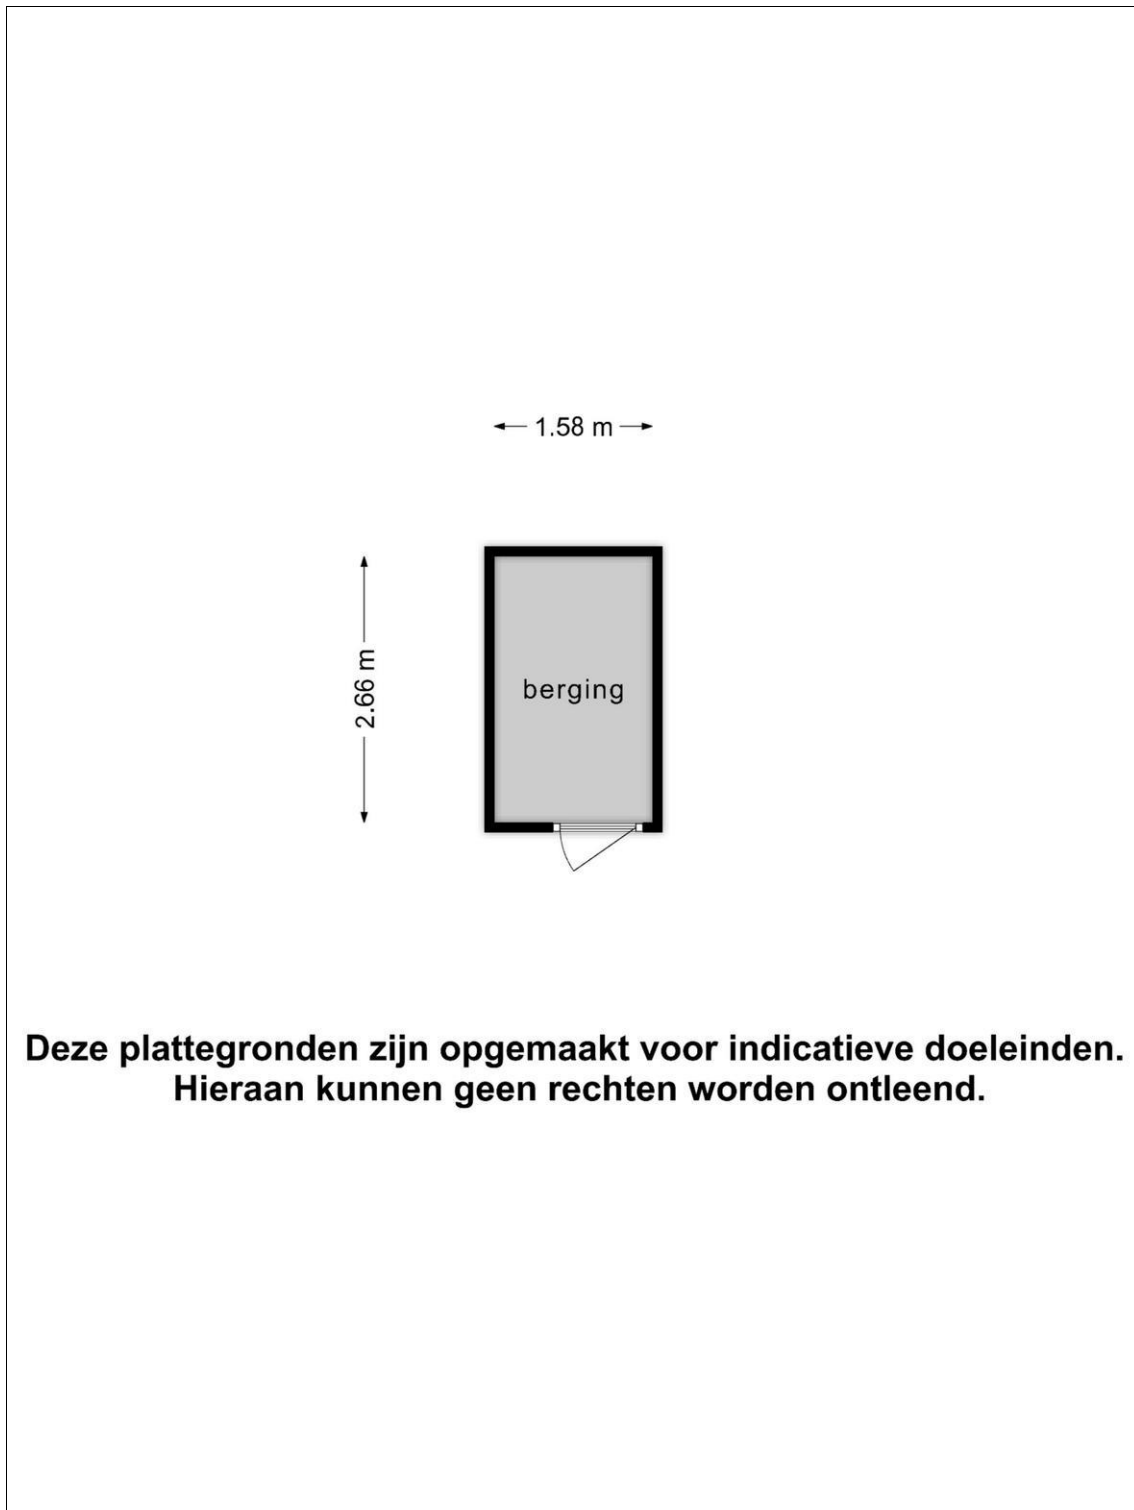 1.58 m
2.66 m
berging
Deze plattegronden zijn opgemaakt voor indicatieve doeleinden.
Hieraan kunnen geen rechten worden ontleend.